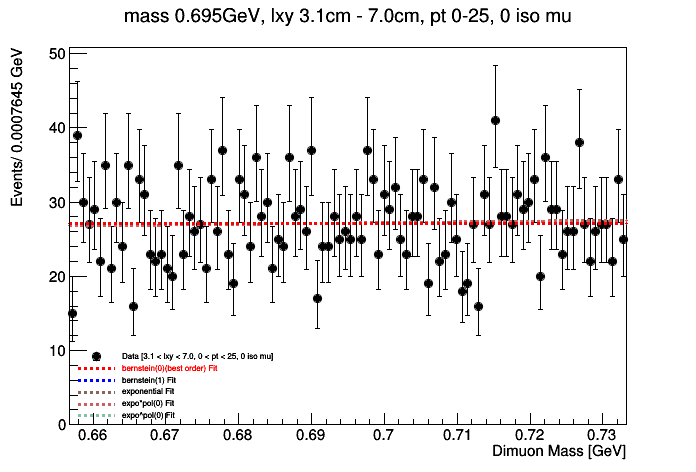 mass 0.695GeV, lxy 3.1cm - 7.0cm, pt 0-25, 0 iso mu
Events/ 0.0007645 GeV
50
40
30
20
10
0
Data [3.1 < lxy < 7.0, 0 < pt < 25, 0 iso mu]
bernstein(0)(best order) Fit
bernstein(1) Fit
exponential Fit
expo*pol(0) Fit
expo^pol(0) Fit
0.66 0.67 0.68 0.69 0.7 0.71 0.72 0.73
Dimuon Mass [GeV]